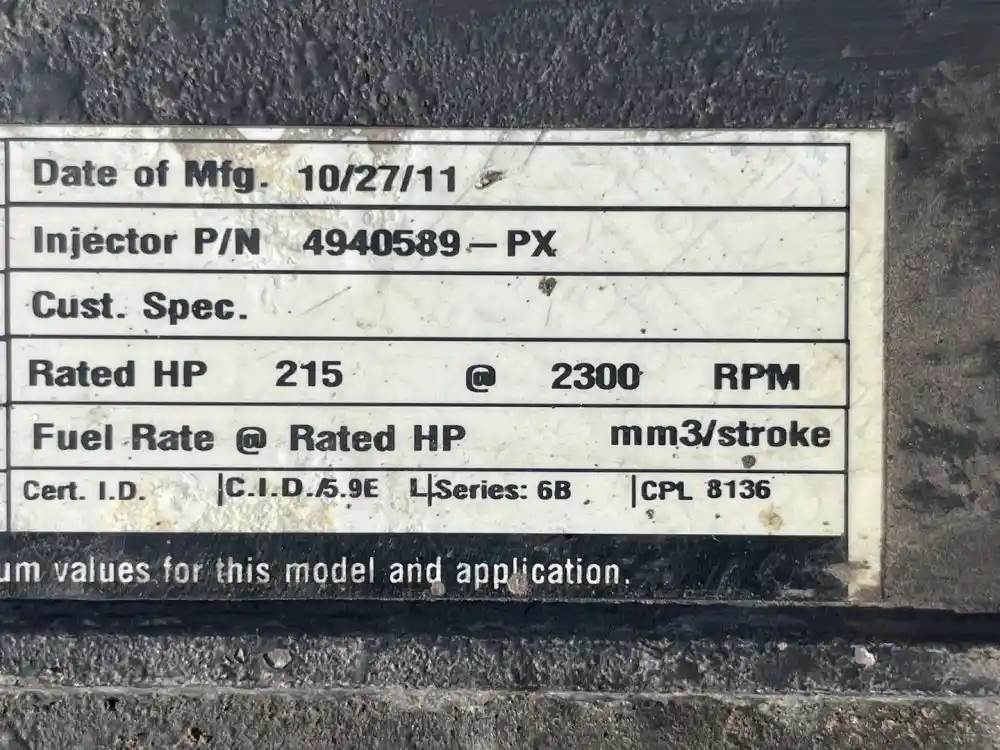 Date of Mfg. 10/27/11
Injector P/N 4940589-PX
Cust. Spec.
Rated HP 215 @ 2300 RPM
Fuel Rate @ Rated HP mm3/stroke
Cert. I.D. |C.I.D./5.9E L|Series: 6B |CPL 8136
um values for this model and application.